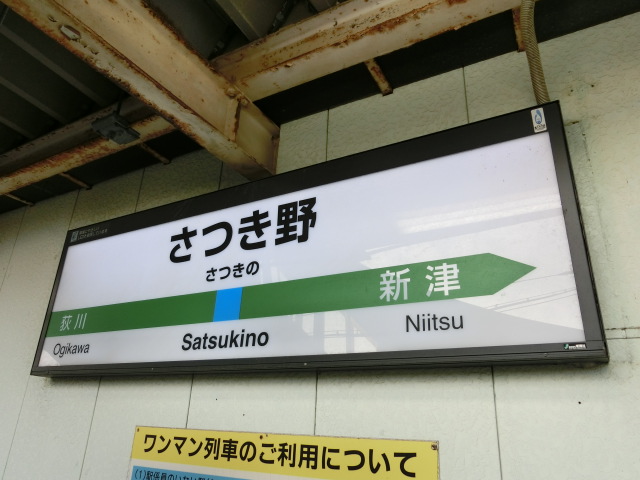 さつき野
さつきの
荻川
新津
Ogikawa
Satsukino
Niitsu
ワンマン列車のご利用について